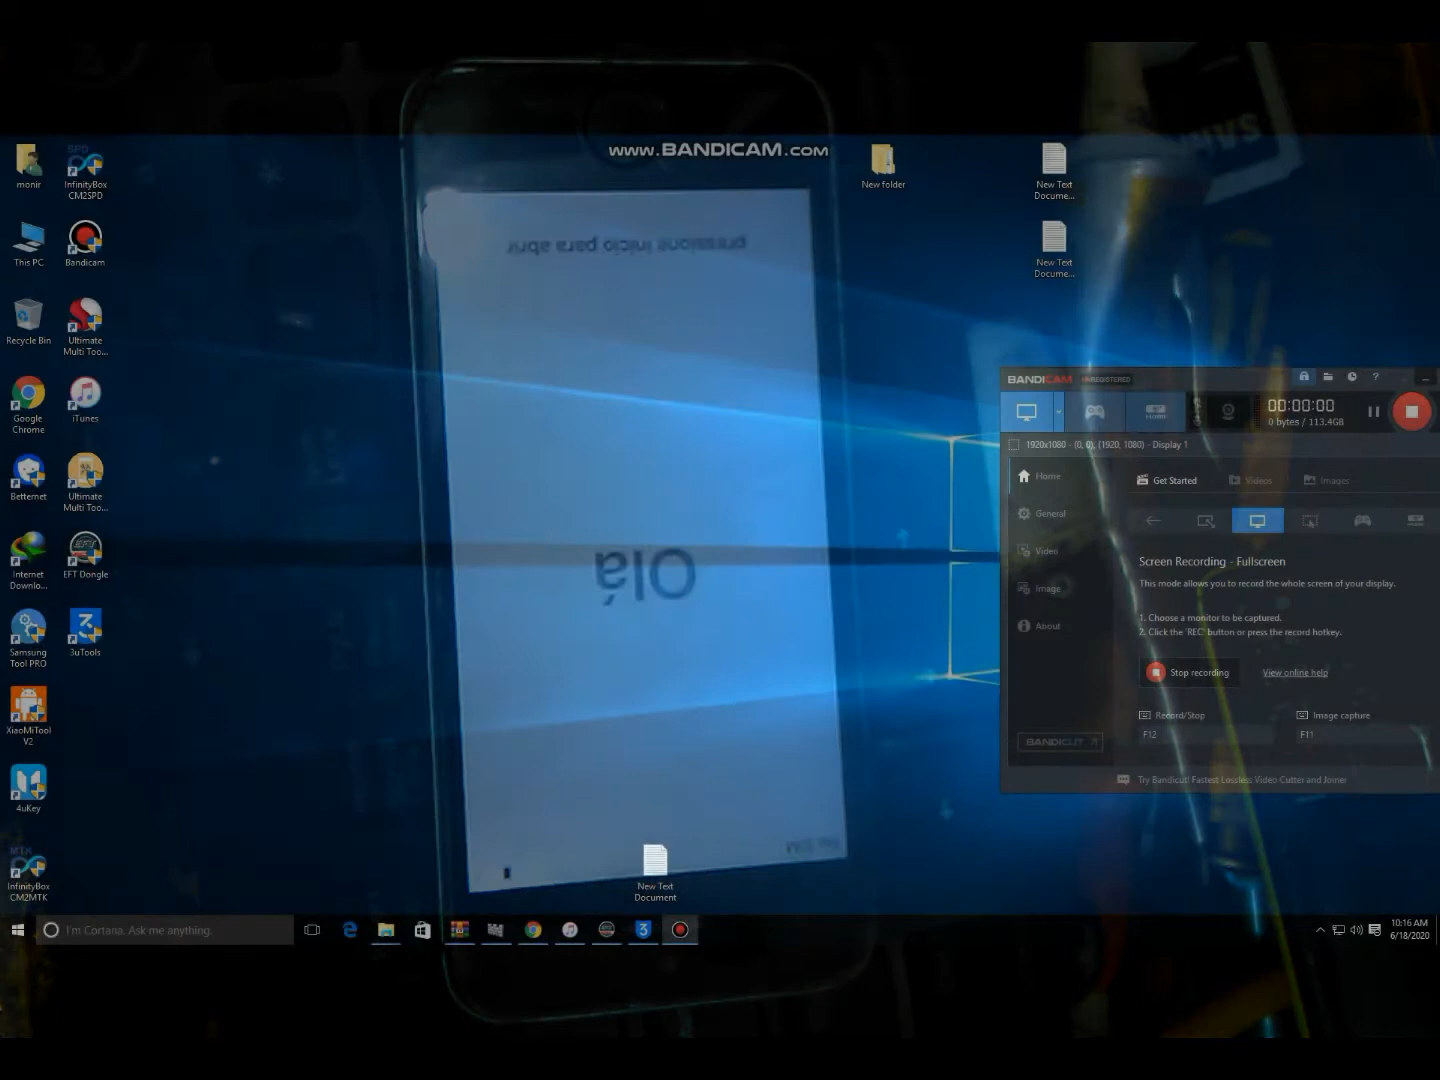 www.BANDICAM.com
monir
InfinityBox
CM2SPD
New folder
New Text
Docume...
This PC
Bandicam
New Text
Docume...
pressione início para abrir
Recycle Bin
Ultimate
Multi Too...
Google
Chrome
iTunes
BANDICAM UNREGISTERED
00:00:00
0 bytes / 113.4GB
1920x1080 - (0, 0), (1920, 1080) - Display 1
Home
Get Started
Videos
Images
General
Betternet
Ultimate
Multi Too...
Video
Screen Recording - Fullscreen
This mode allows you to record the whole screen of your display.
Internet
Downlo...
EFT Dongle
Olá
Image
1. Choose a monitor to be captured.
2. Click the 'REC' button or press the record hotkey.
About
Samsung
Tool PRO
3uTools
Stop recording
View online help
XiaoMiTool
V2
Record/Stop
Image capture
F12
F11
BANDICUT
Try Bandicut! Fastest Lossless Video Cutter and Joiner
4uKey
No SIM
InfinityBox
CM2MTK
New Text
Document
I'm Cortana. Ask me anything.
10:16 AM
6/18/2020